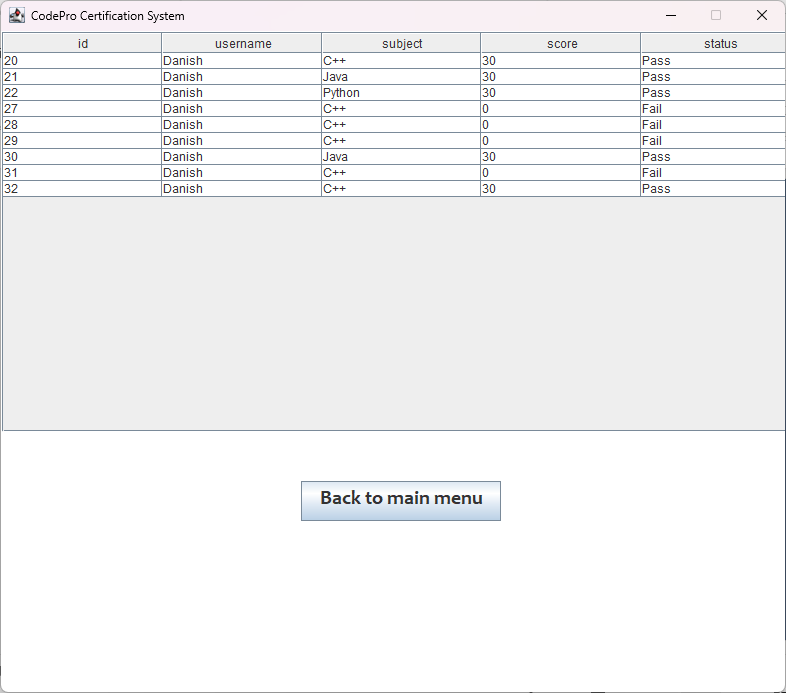 CodePro Certification System
id username subject score status
20 Danish C++ 30 Pass
21 Danish Java 30 Pass
22 Danish Python 30 Pass
27 Danish C++ 0 Fail
28 Danish C++ 0 Fail
29 Danish C++ 0 Fail
30 Danish Java 30 Pass
31 Danish C++ 0 Fail
32 Danish C++ 30 Pass
Back to main menu